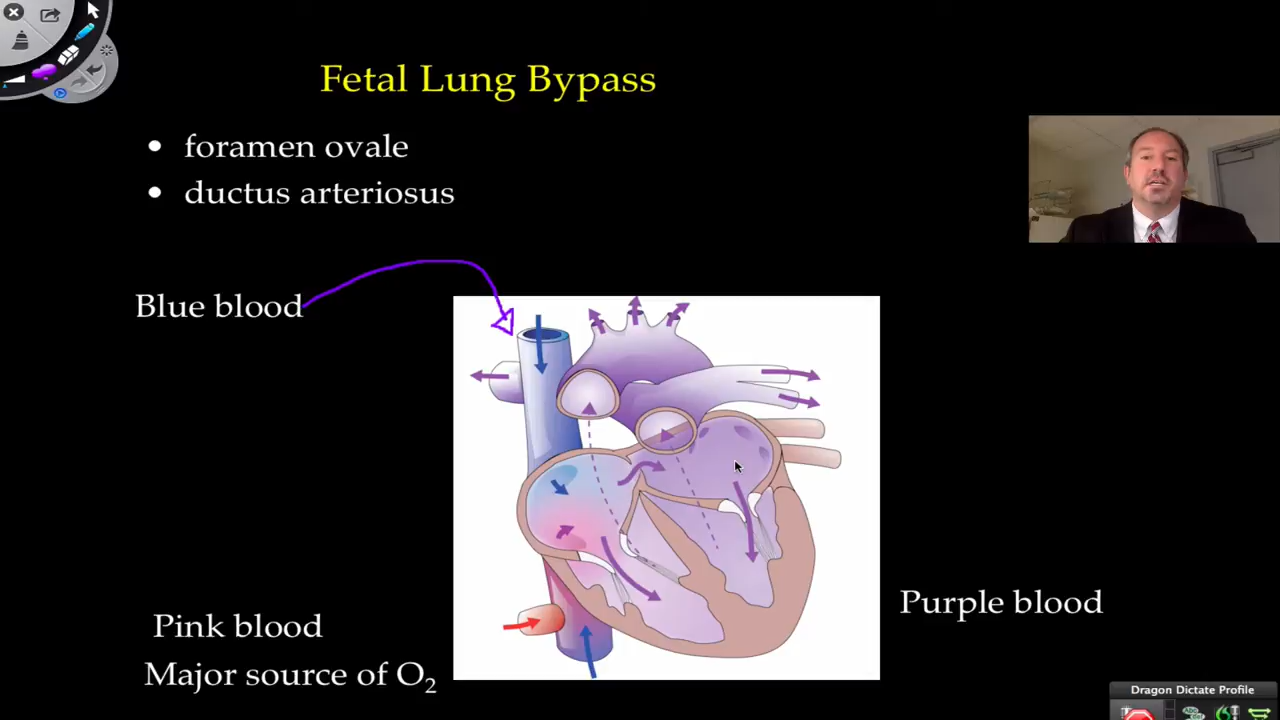 Fetal Lung Bypass
• foramen ovale
• ductus arteriosus
Blue blood
Purple blood
Pink blood
Major source of O₂
Dragon Dictate Profile